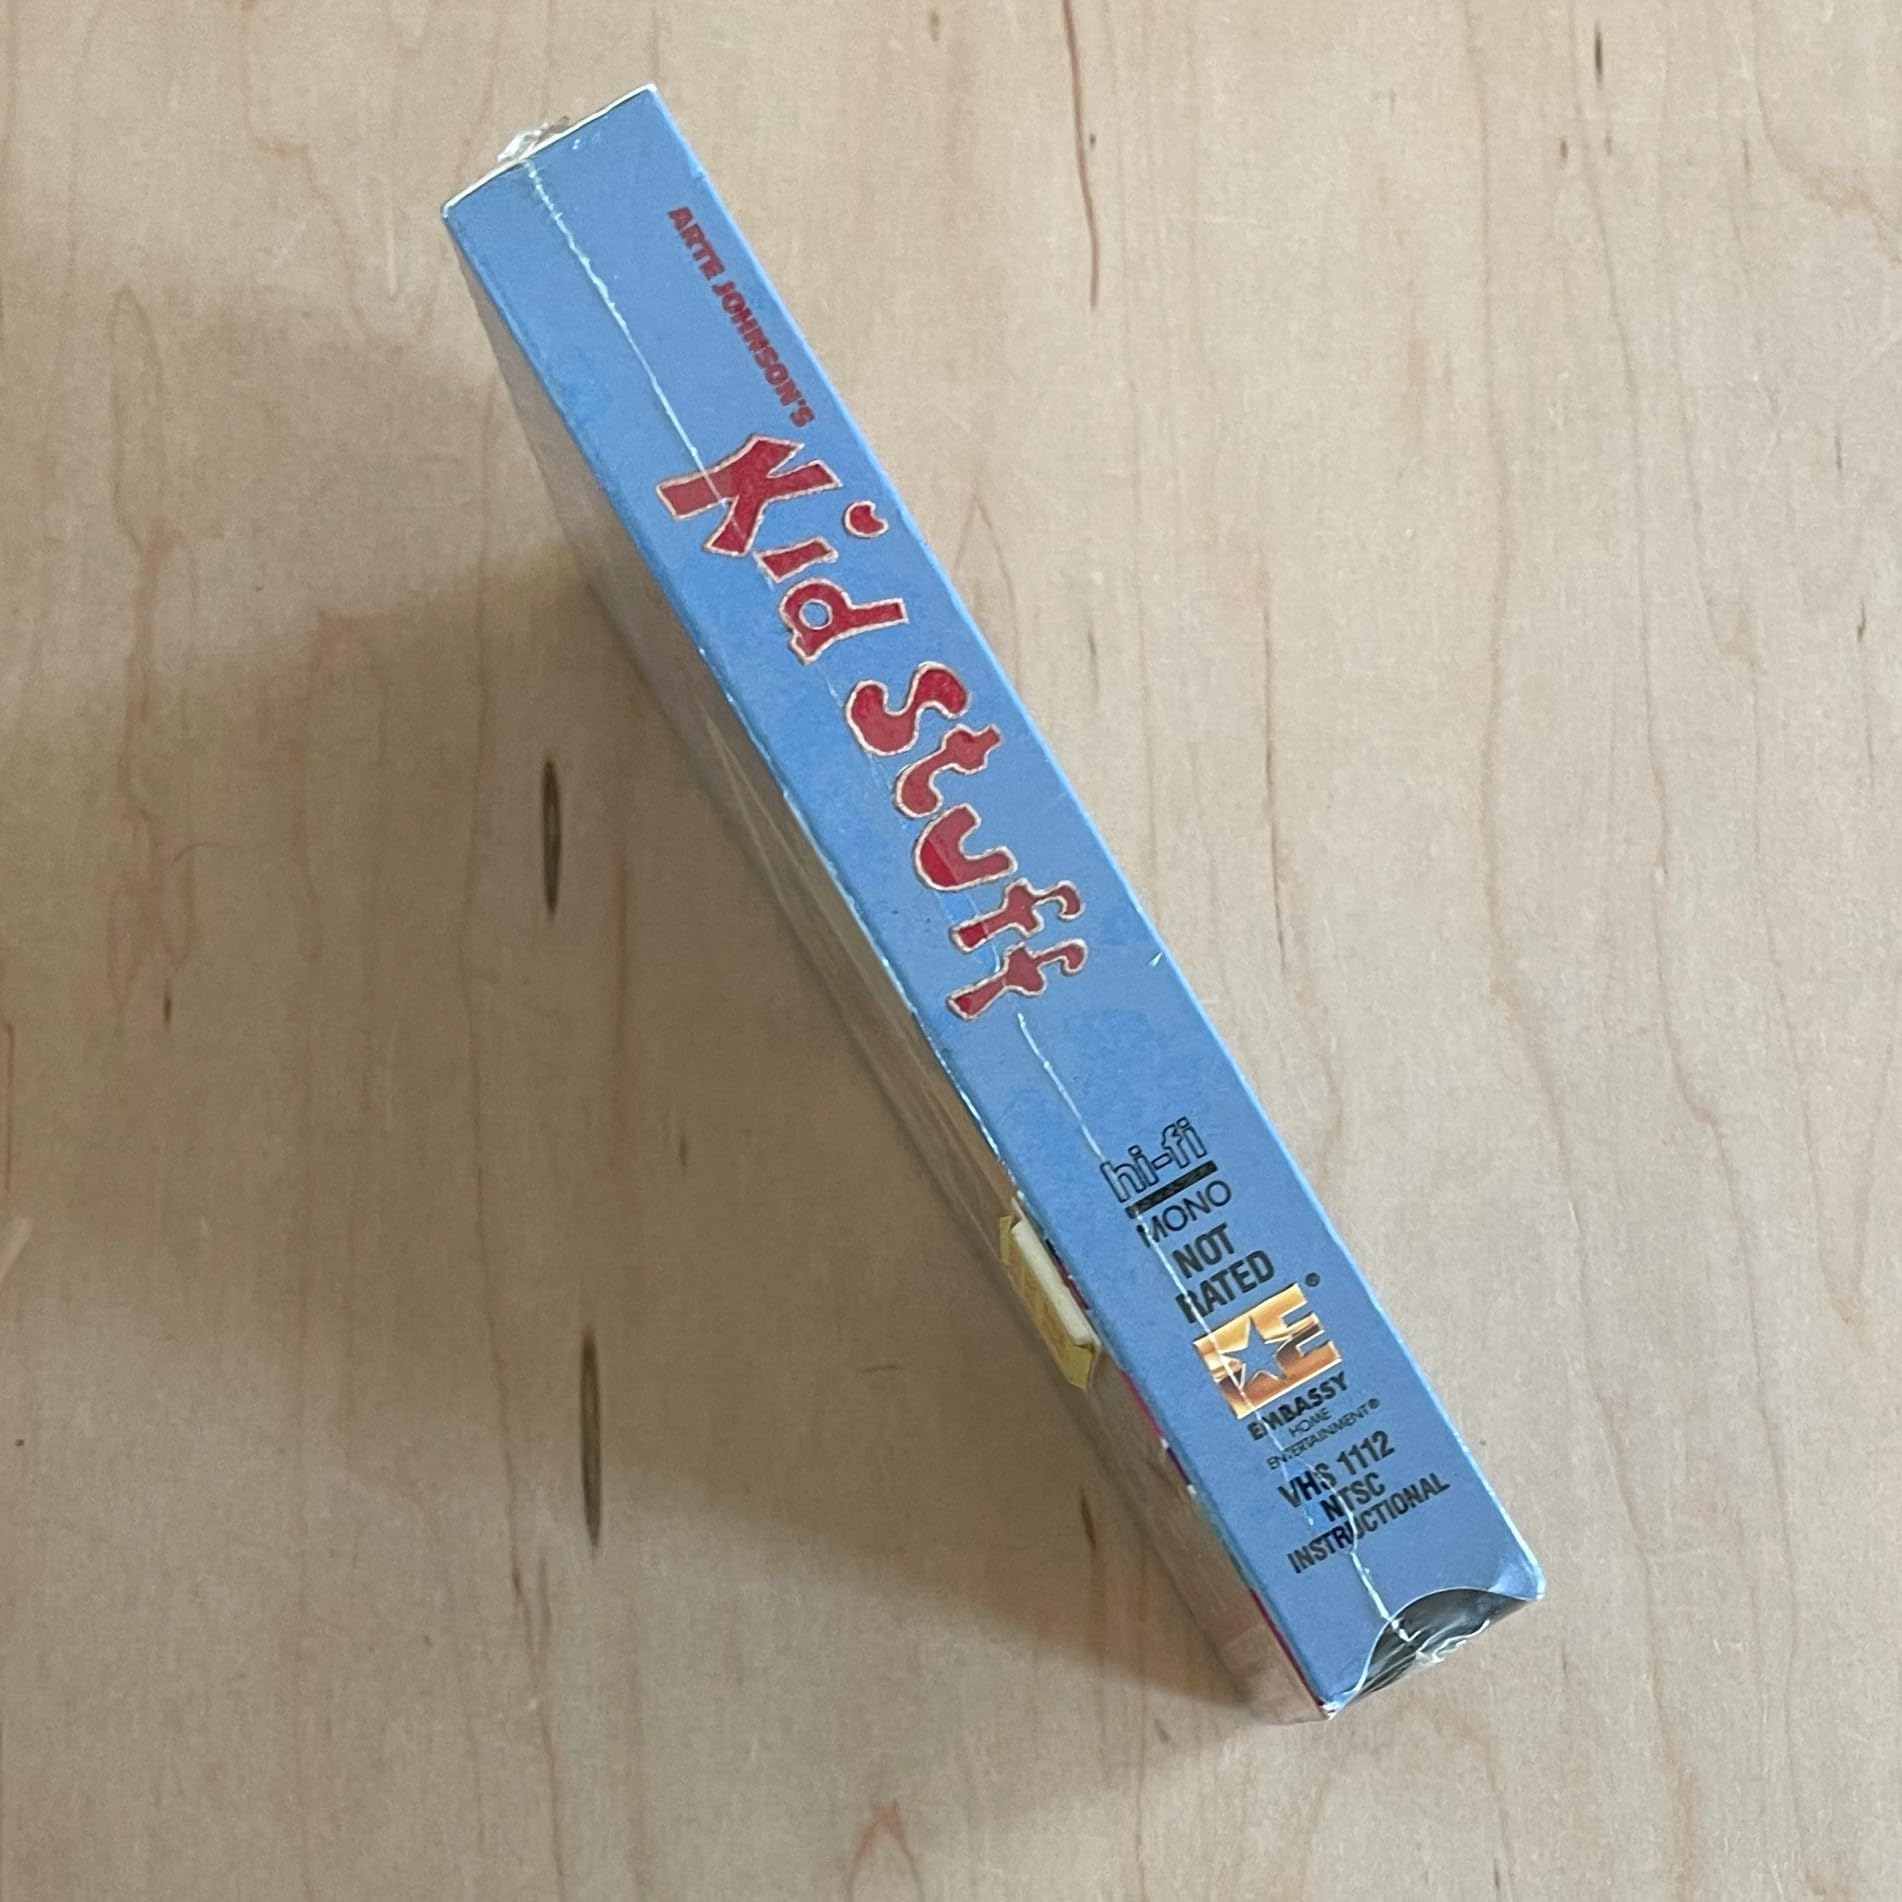 ARTE JOHNSON'S
Kid Stuff
hi-fi
MONO
NOT
RATED
E®
EMBASSY
HOME
ENTERTAINMENT®
VHS 1112
NTSC
INSTRUCTIONAL